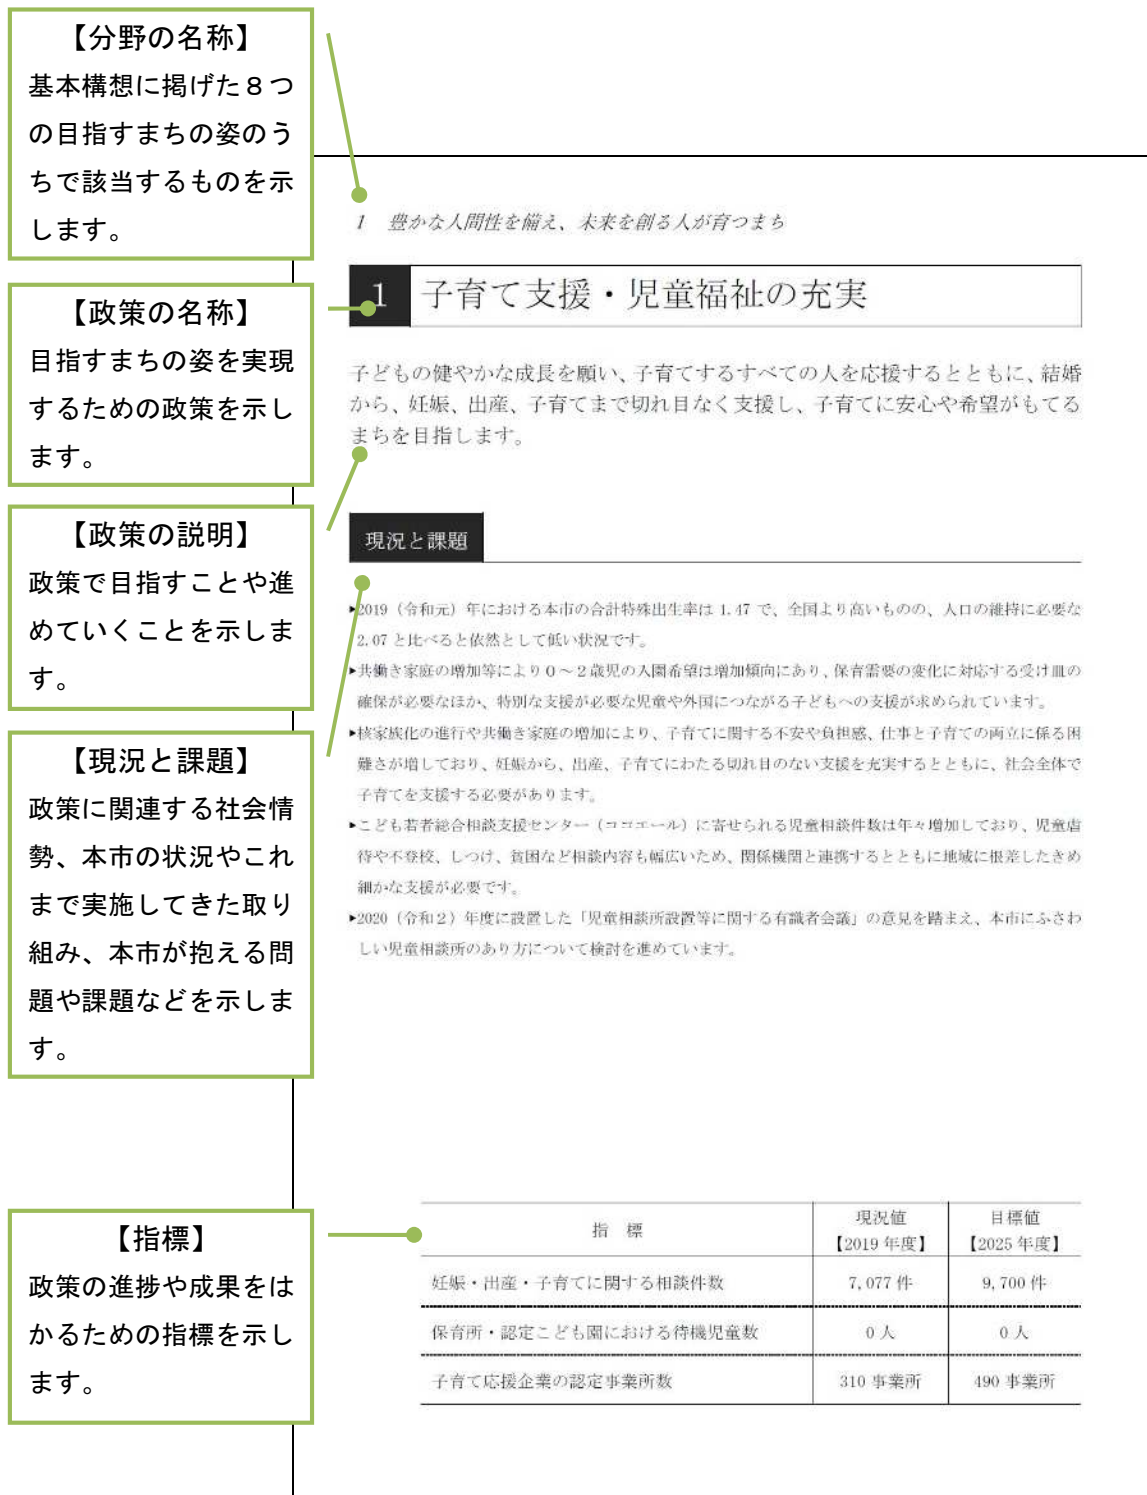 【分野の名称】
基本構想に掲げた８つ
の目指すまちの姿のう
ちで該当するものを示
します。
【政策の名称】
目指すまちの姿を実現
するための政策を示し
ます。
【政策の説明】
政策で目指すことや進
めていくことを示しま
す。
【現況と課題】
政策に関連する社会情
勢、本市の状況やこれ
まで実施してきた取り
組み、本市が抱える問
題や課題などを示しま
す。
【指標】
政策の進捗や成果をは
かるための指標を示し
ます。
1　豊かな人間性を備え、未来を創る人が育つまち
1　子育て支援・児童福祉の充実
子どもの健やかな成長を願い、子育てするすべての人を応援するとともに、結婚
から、妊娠、出産、子育てまで切れ目なく支援し、子育てに安心や希望がもてる
まちを目指します。
現況と課題
▶2019（令和元）年における本市の合計特殊出生率は 1.47 で、全国より高いものの、人口の維持に必要な
2.07 と比べると依然として低い状況です。
▶共働き家庭の増加等により０～２歳児の入園希望は増加傾向にあり、保育需要の変化に対応する受け皿の
確保が必要なほか、特別な支援が必要な児童や外国につながる子どもへの支援が求められています。
▶核家族化の進行や共働き家庭の増加により、子育てに関する不安や負担感、仕事と子育ての両立に係る困
難さが増しており、妊娠から、出産、子育てにわたる切れ目のない支援を充実するとともに、社会全体で
子育てを支援する必要があります。
▶こども若者総合相談支援センター（ココエール）に寄せられる児童相談件数は年々増加しており、児童虐
待や不登校、しつけ、貧困など相談内容も幅広いため、関係機関と連携するとともに地域に根差したきめ
細かな支援が必要です。
▶2020（令和２）年度に設置した「児童相談所設置等に関する有識者会議」の意見を踏まえ、本市にふさわ
しい児童相談所のあり方について検討を進めています。
指　標　現況値　目標値
【2019 年度】　【2025 年度】
妊娠・出産・子育てに関する相談件数　7,077 件　9,700 件
保育所・認定こども園における待機児童数　0 人　0 人
子育て応援企業の認定事業所数　310 事業所　490 事業所